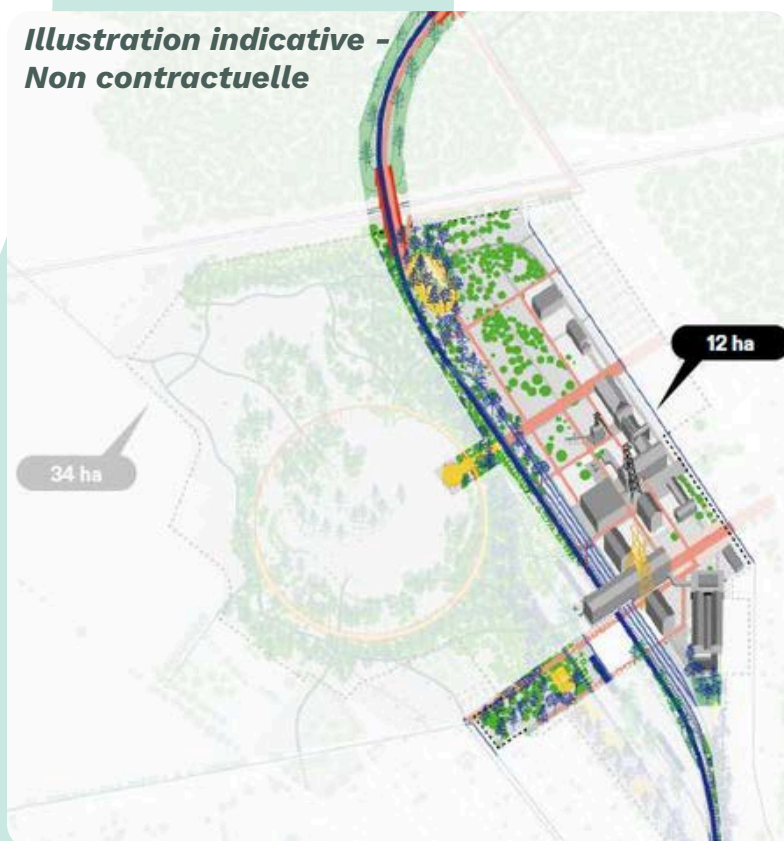 Illustration indicative -
Non contractuelle
12 ha
34 ha